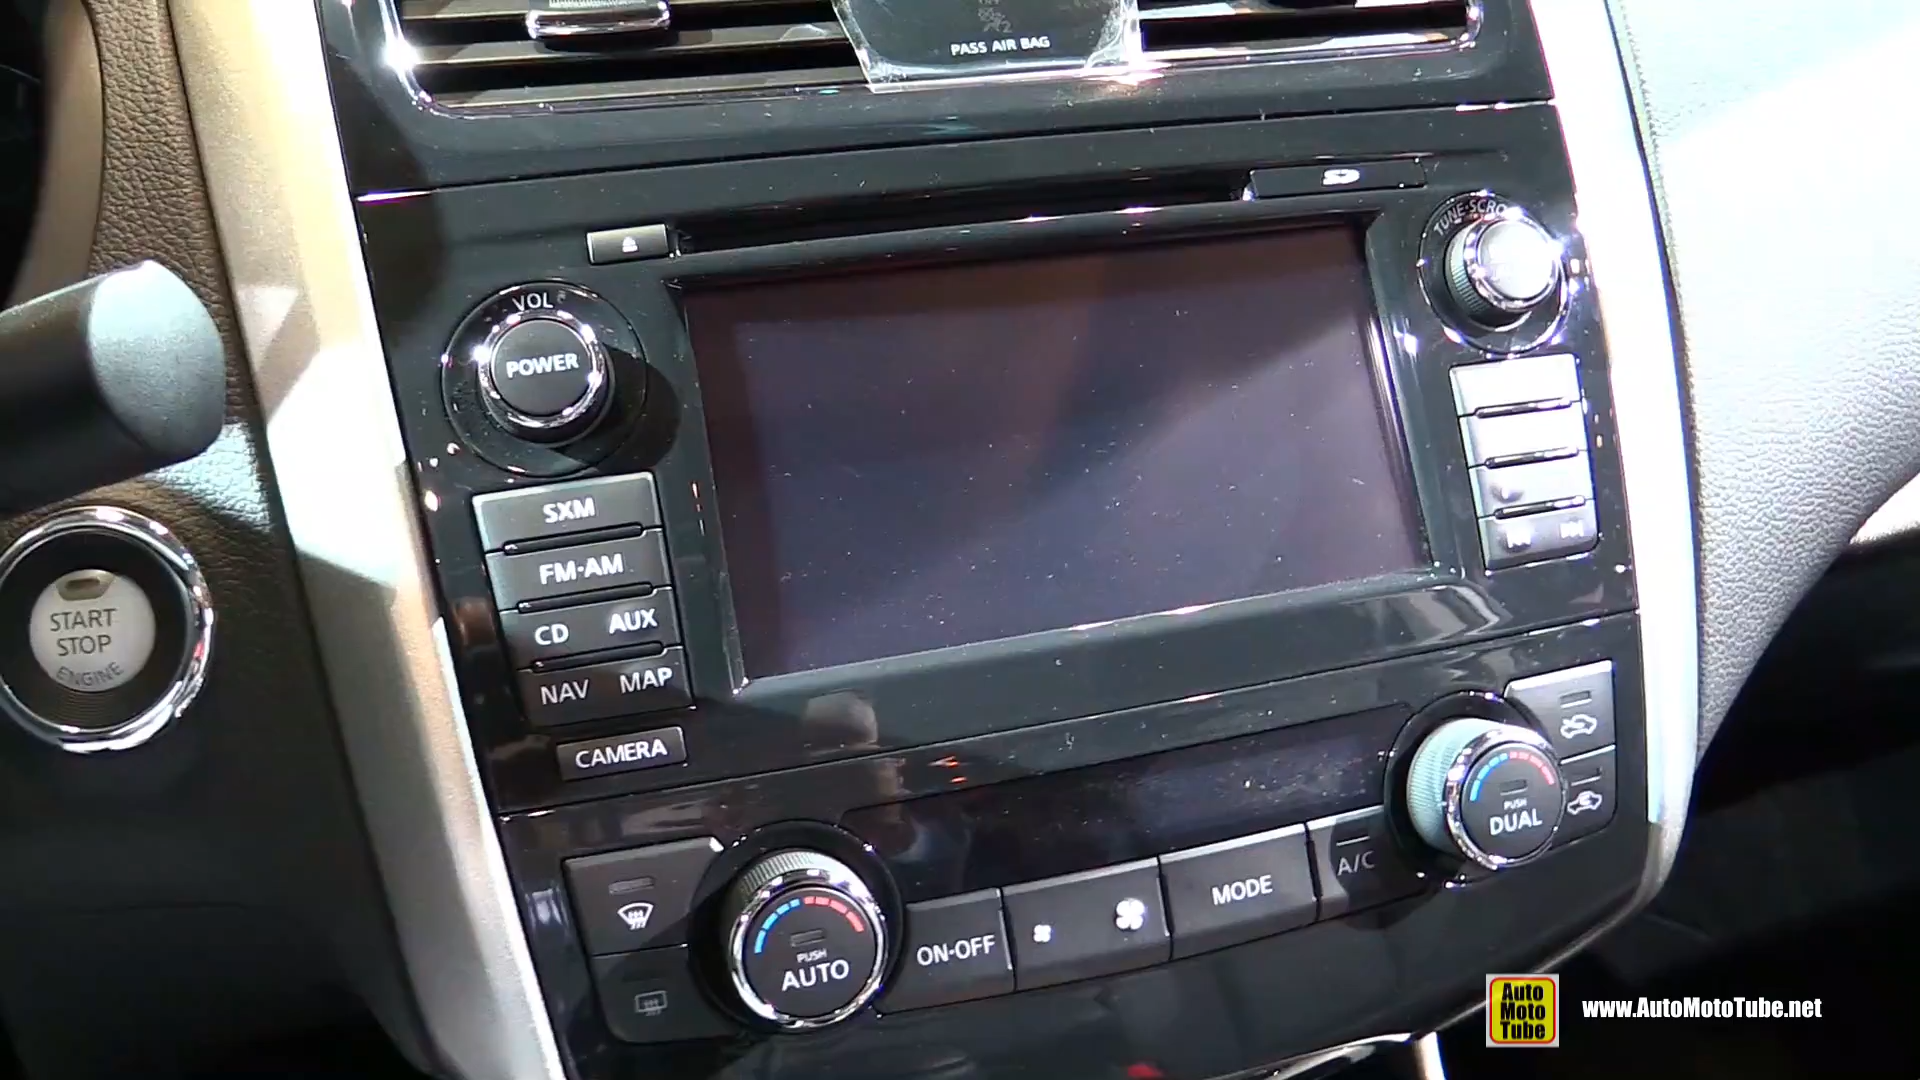 PASS AIR BAG
SD
TUNE·SCRO
VOL
POWER
SXM
FM·AM
CD AUX
NAV MAP
CAMERA
START
STOP
ENGINE
PUSH
DUAL
A/C
MODE
ON·OFF
PUSH
AUTO
Auto
Moto
Tube
www.AutoMotoTube.net